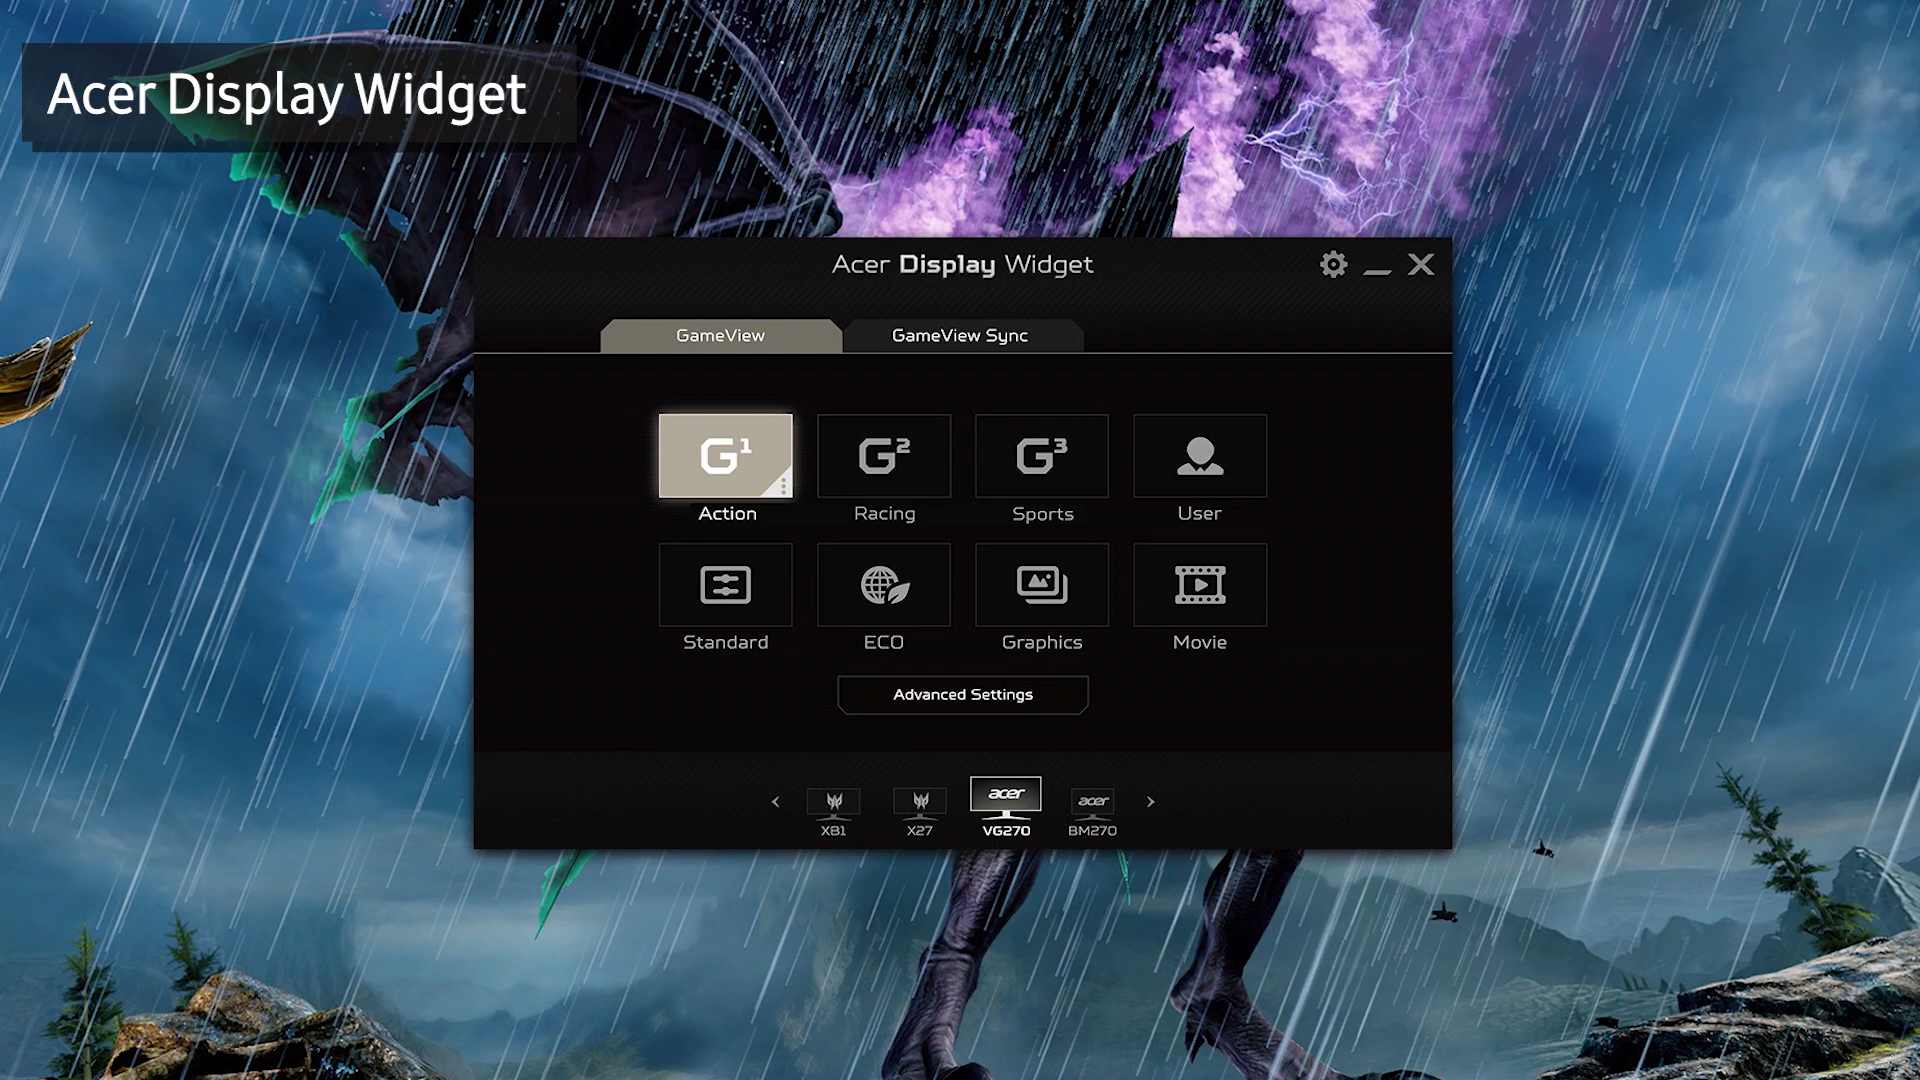 Acer Display Widget
Acer Display Widget
GameView
GameView Sync
G1
G2
G3
Action
Racing
Sports
User
Standard
ECO
Graphics
Movie
Advanced Settings
acer
acer
XB1
X27
VG270
BM270